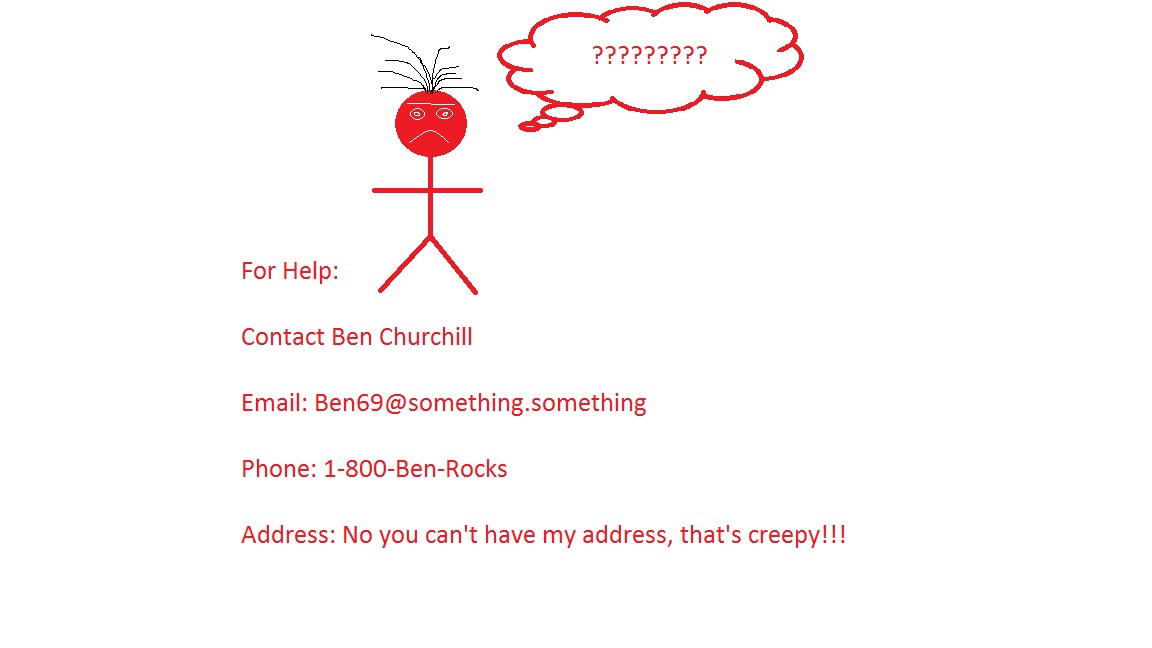 ?????????
For Help:
Contact Ben Churchill
Email: Ben69@something.something
Phone: 1-800-Ben-Rocks
Address: No you can't have my address, that's creepy!!!